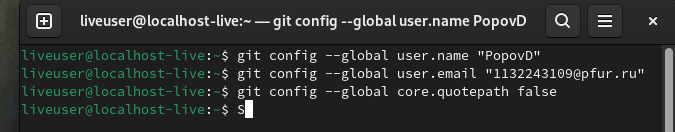 liveuser@localhost-live:~ — git config --global user.name PopovD
liveuser@localhost-live:~$ git config --global user.name "PopovD"
liveuser@localhost-live:~$ git config --global user.email "1132243109@pfur.ru"
liveuser@localhost-live:~$ git config --global core.quotepath false
liveuser@localhost-live:~$ S